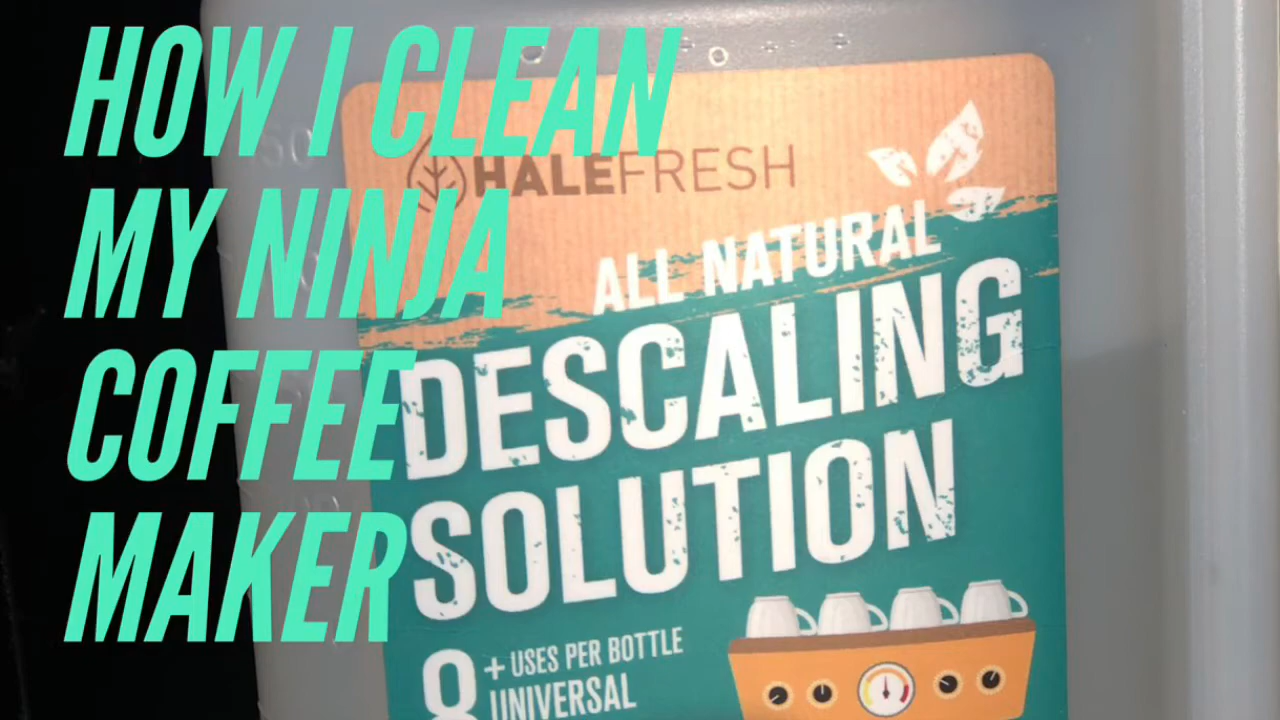 HOW I CLEAN
MY NINJA
COFFEE
MAKER
HALEFRESH
ALL NATURAL
DESCALING
SOLUTION
8+ USES PER BOTTLE
UNIVERSAL